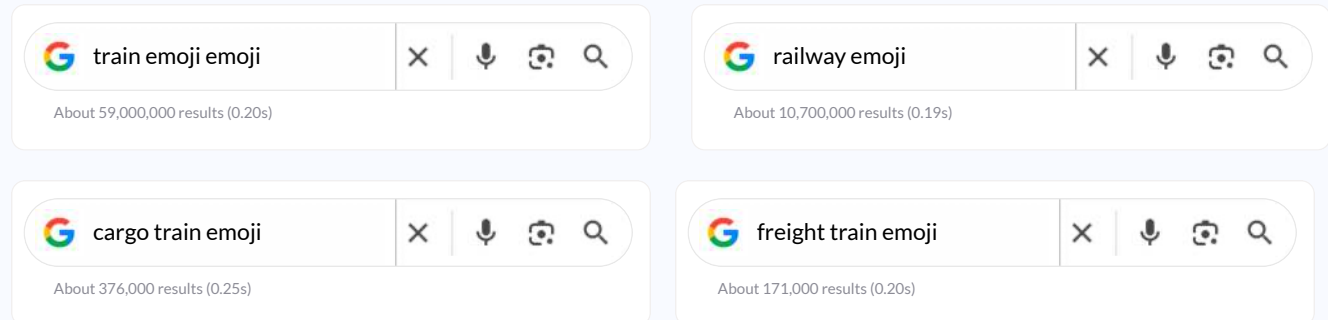 train emoji emoji
About 59,000,000 results (0.20s)
railway emoji
About 10,700,000 results (0.19s)
cargo train emoji
About 376,000 results (0.25s)
freight train emoji
About 171,000 results (0.20s)